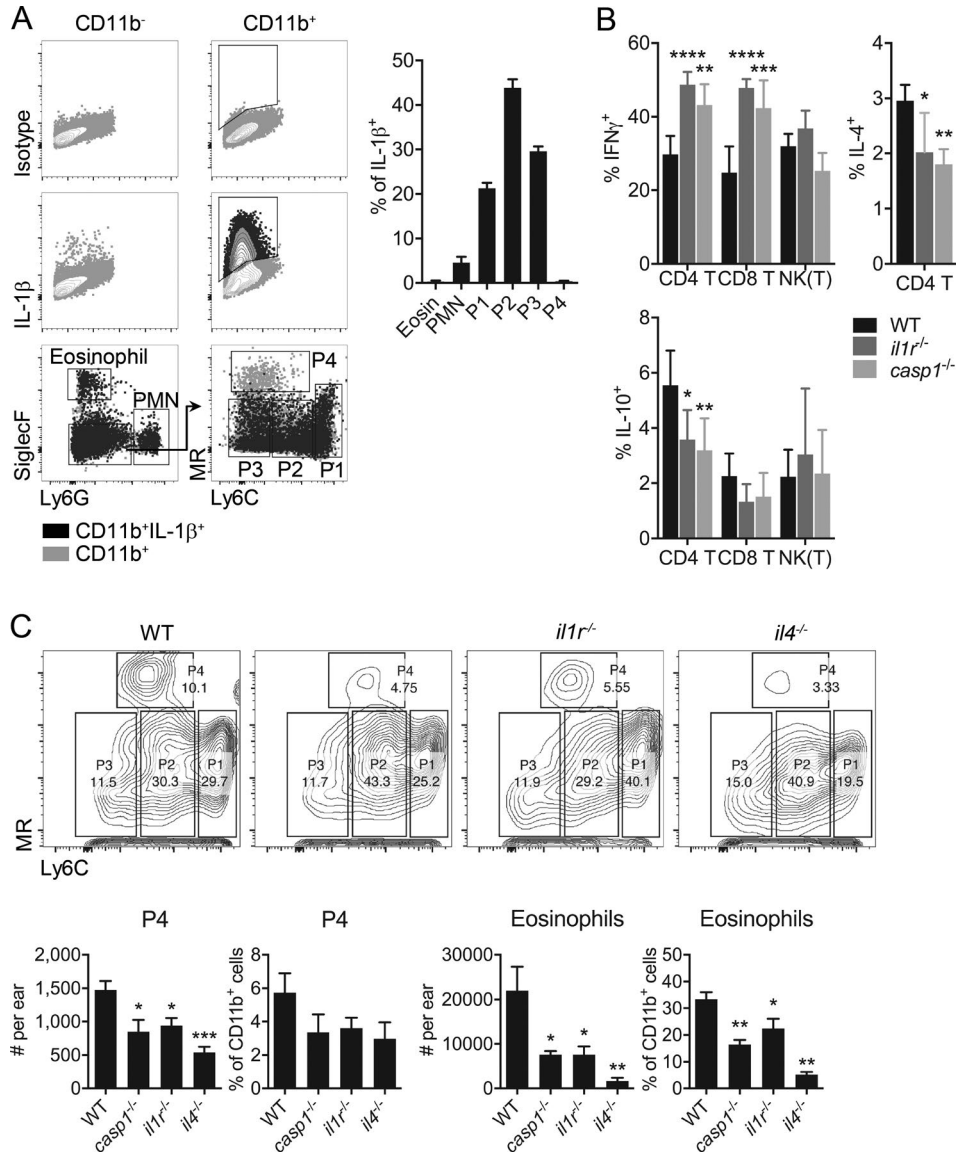 A
CD11b-
CD11b+
Isotype
IL-1β
Eosinophil
PMN
P4
SiglecF
MR
P3 P2 P1
Ly6G
Ly6C
CD11b+IL-1β+
CD11b+
% of IL-1β+
50
40
30
20
10
0
Eosin
PMN
P1
P2
P3
P4
B
% IFNγ+
60
40
20
0
**** ****
** ***
CD4 T CD8 T NK(T)
% IL-4+
4
3
2
1
0
*
**
CD4 T
% IL-10+
8
6
4
2
0
*
**
CD4 T CD8 T NK(T)
WT
il1r-/-
casp1-/-
C
WT
il1r-/-
il4-/-
P4
10.1
P3 P2 P1
11.5 30.3 29.7
P4
4.75
P3 P2 P1
11.7 43.3 25.2
P4
5.55
P3 P2 P1
11.9 29.2 40.1
P4
3.33
P3 P2 P1
15.0 40.9 19.5
MR
Ly6C
P4
# per ear
2,000
1,500
1,000
500
0
* * ***
WT
casp1-/-
il1r-/-
il4-/-
P4
% of CD11b+ cells
8
6
4
2
0
WT
casp1-/-
il1r-/-
il4-/-
Eosinophils
# per ear
30000
20000
10000
0
* * **
WT
casp1-/-
il1r-/-
il4-/-
Eosinophils
% of CD11b+ cells
50
40
30
20
10
0
** * **
WT
casp1-/-
il1r-/-
il4-/-